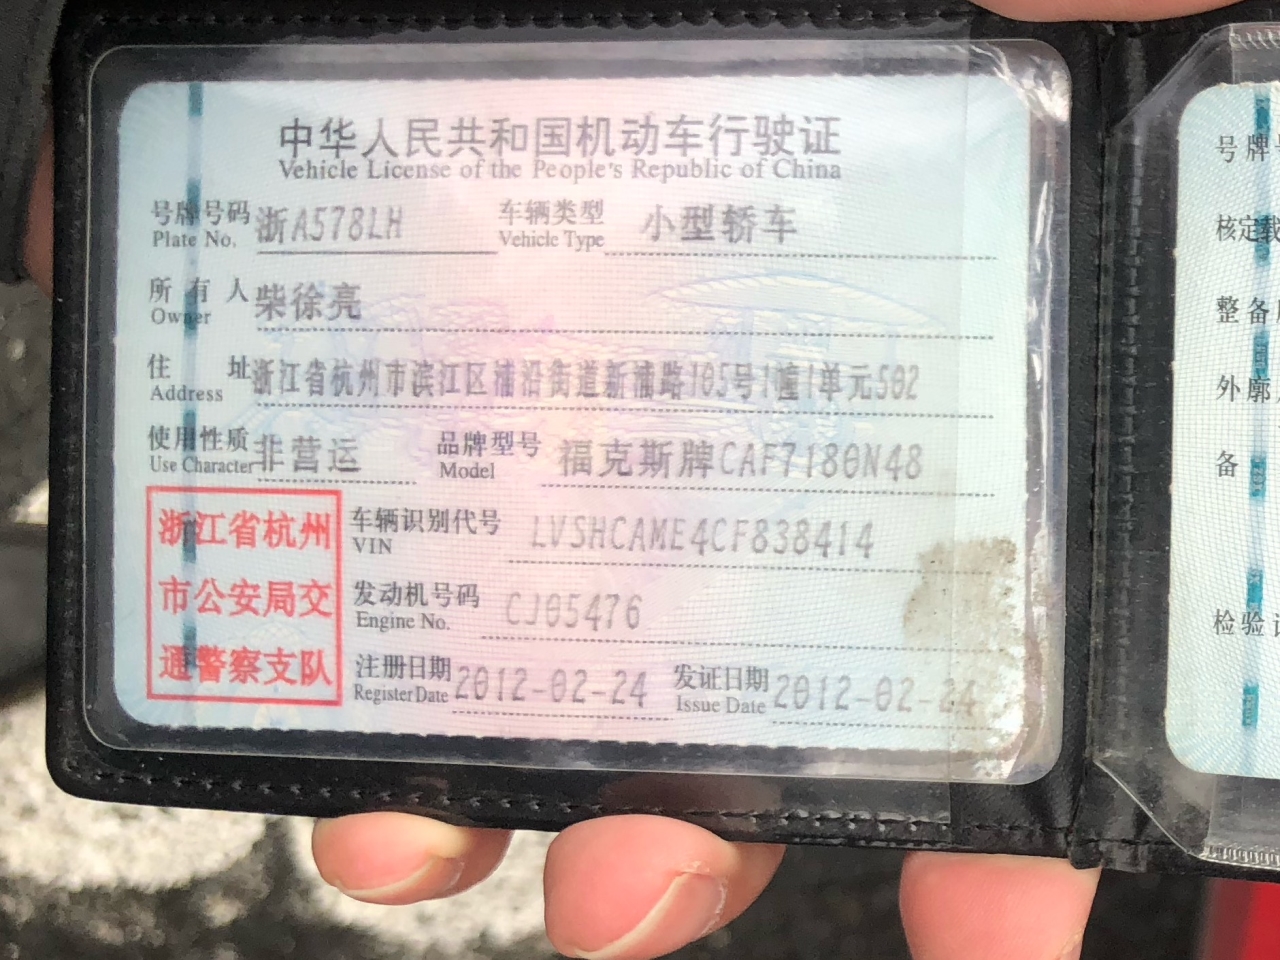 中华人民共和国机动车行驶证
Vehicle License of the People's Republic of China
号牌号码 浙A578LH 车辆类型 小型轿车
Plate No. Vehicle Type
所有人 柴徐亮
Owner
住址 浙江省杭州市滨江区浦沿街道新浦路105号1幢1单元502
Address
使用性质 非营运 品牌型号 福克斯牌CAF7180N48
Use Character Model
浙江省杭州
市公安局交
通警察支队
车辆识别代号 LVSHCAME4CF838414
VIN
发动机号码 CJ05476
Engine No.
注册日期 2012-02-24 发证日期 2012-02-24
Register Date Issue Date
号牌
核定载
整备
外廓
备
检验